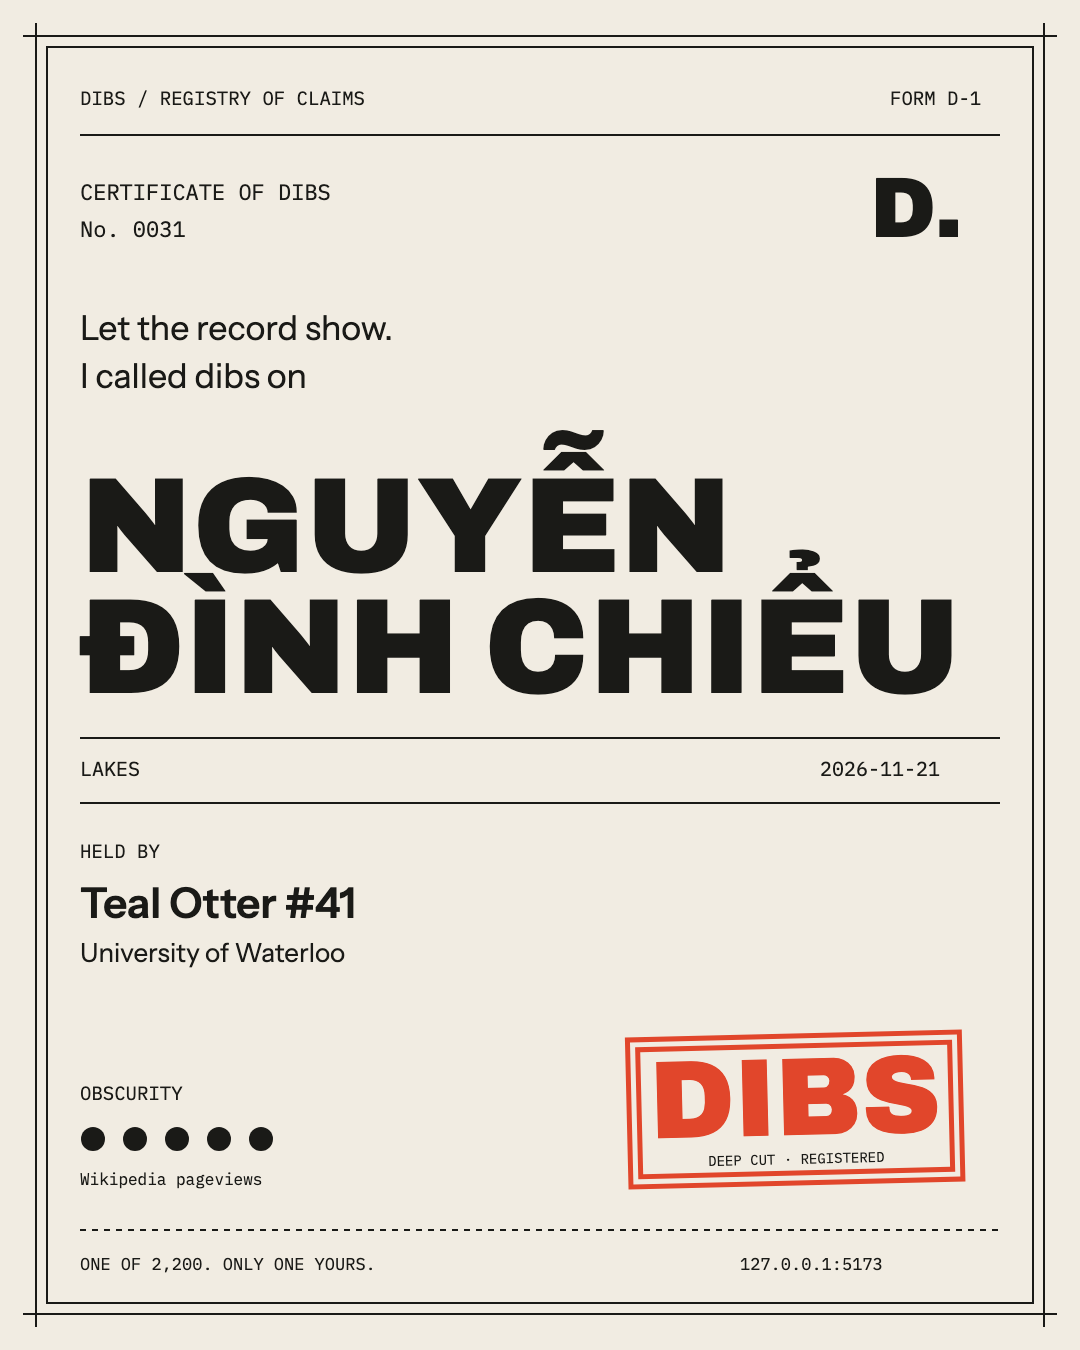 DIBS / REGISTRY OF CLAIMS
FORM D-1
CERTIFICATE OF DIBS
No. 0031
D.
Let the record show.
I called dibs on
NGUYỄN
ĐÌNH CHIỂU
LAKES
2026-11-21
HELD BY
Teal Otter #41
University of Waterloo
OBSCURITY
Wikipedia pageviews
DIBS
DEEP CUT · REGISTERED
ONE OF 2,200. ONLY ONE YOURS.
127.0.0.1:5173